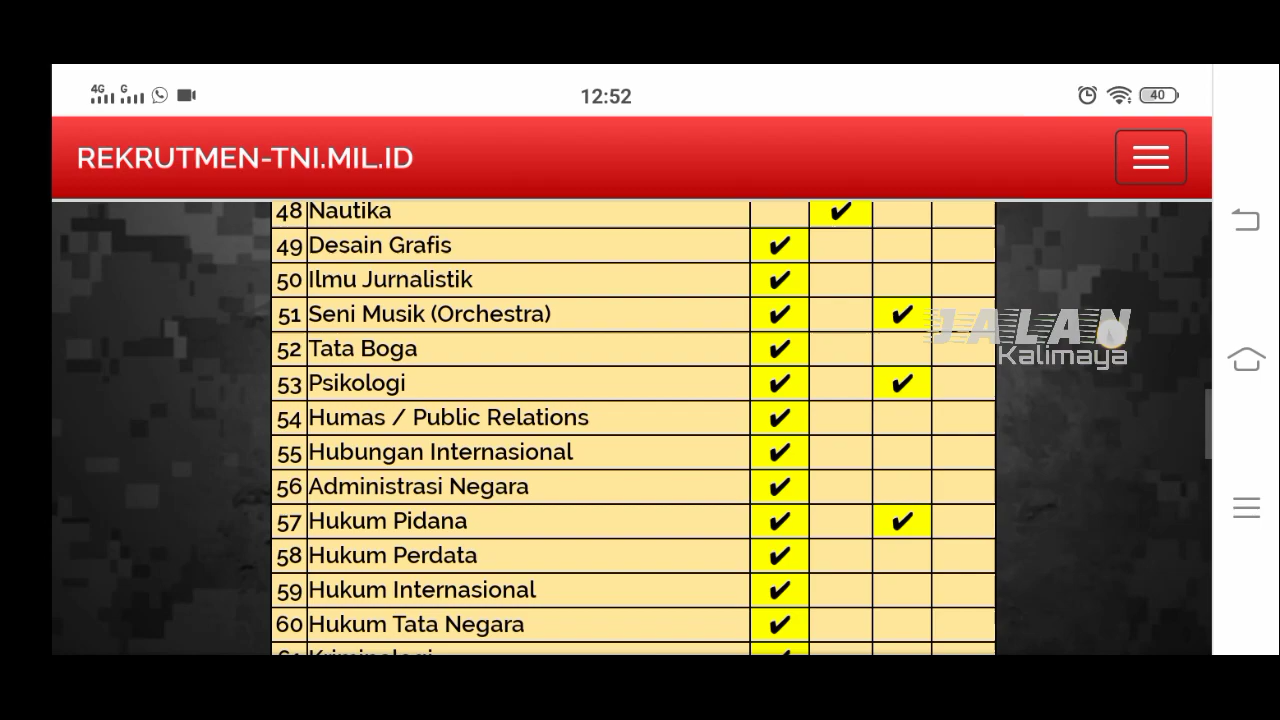 4G G
12:52
40
REKRUTMEN-TNI.MIL.ID
48 Nautika ✔
49 Desain Grafis ✔
50 Ilmu Jurnalistik ✔
51 Seni Musik (Orchestra) ✔ ✔
JALAN
Kalimaya
52 Tata Boga ✔
53 Psikologi ✔ ✔
54 Humas / Public Relations ✔
55 Hubungan Internasional ✔
56 Administrasi Negara ✔
57 Hukum Pidana ✔ ✔
58 Hukum Perdata ✔
59 Hukum Internasional ✔
60 Hukum Tata Negara ✔